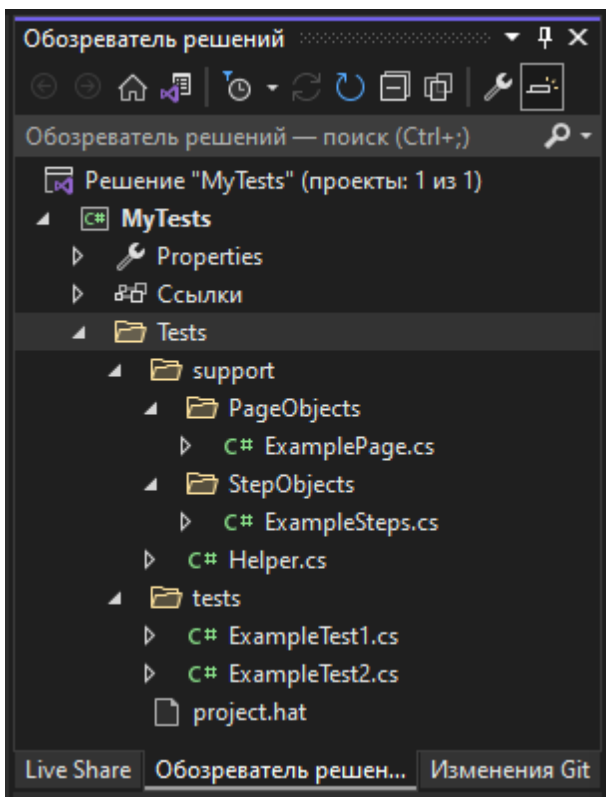 Обозреватель решений
Обозреватель решений — поиск (Ctrl+;)
Решение "MyTests" (проекты: 1 из 1)
C# MyTests
Properties
Ссылки
Tests
support
PageObjects
C# ExamplePage.cs
StepObjects
C# ExampleSteps.cs
C# Helper.cs
tests
C# ExampleTest1.cs
C# ExampleTest2.cs
project.hat
Live Share Обозреватель решен... Изменения Git